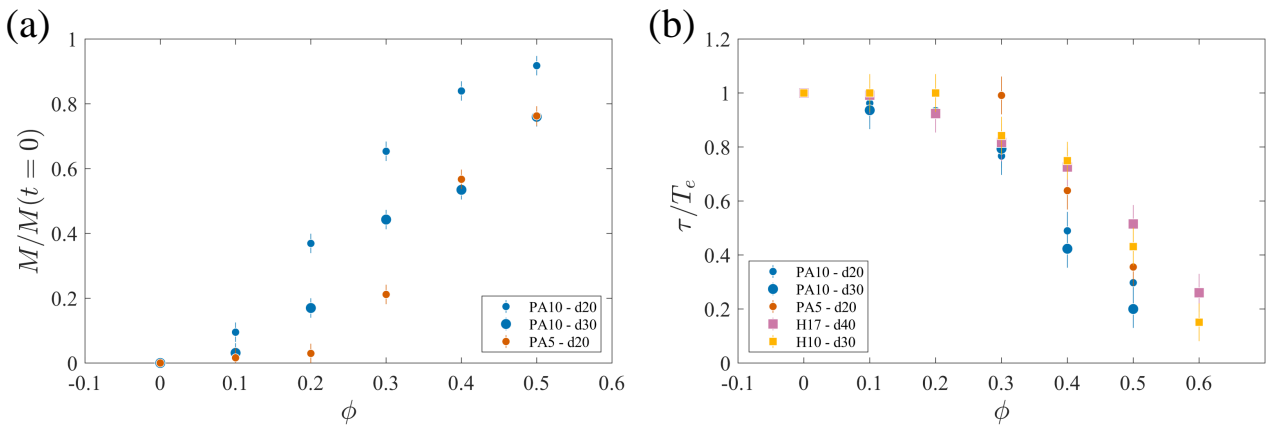 (a)
M/M(t = 0)
1
0.8
0.6
0.4
0.2
0
-0.1 0 0.1 0.2 0.3 0.4 0.5 0.6
ϕ
PA10 - d20
PA10 - d30
PA5 - d20
(b)
τ/Tₑ
1.2
1
0.8
0.6
0.4
0.2
0
-0.1 0 0.1 0.2 0.3 0.4 0.5 0.6
ϕ
PA10 - d20
PA10 - d30
PA5 - d20
H17 - d40
H10 - d30